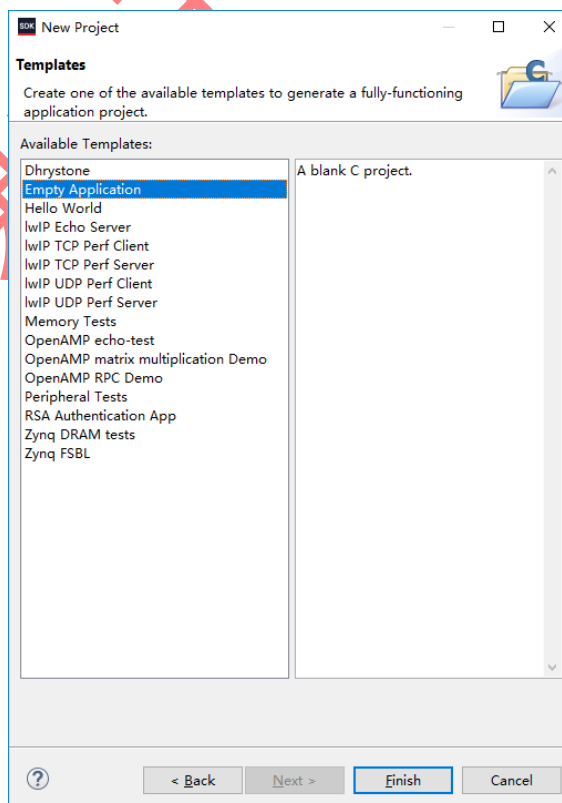 SDK New Project
Templates
Create one of the available templates to generate a fully-functioning
application project.
C
Available Templates:
Dhrystone
Empty Application
Hello World
lwIP Echo Server
lwIP TCP Perf Client
lwIP TCP Perf Server
lwIP UDP Perf Client
lwIP UDP Perf Server
Memory Tests
OpenAMP echo-test
OpenAMP matrix multiplication Demo
OpenAMP RPC Demo
Peripheral Tests
RSA Authentication App
Zynq DRAM tests
Zynq FSBL
A blank C project.
? < Back Next > Finish Cancel